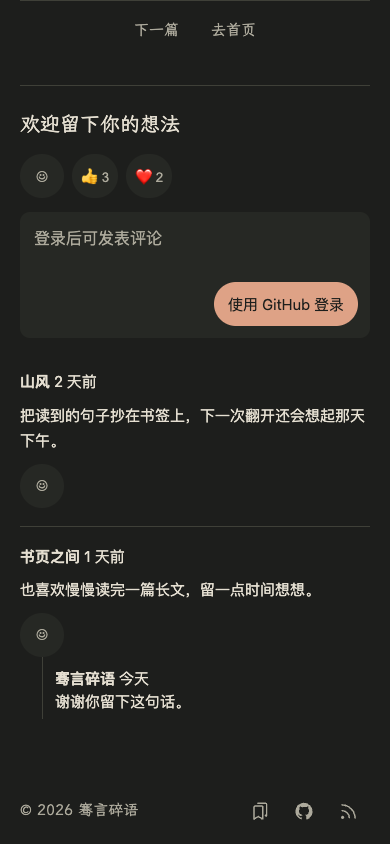 下一篇 去首页
欢迎留下你的想法
👍 3 ❤️ 2
登录后可发表评论
使用 GitHub 登录
山风 2 天前
把读到的句子抄在书签上，下一次翻开还会想起那天
下午。
书页之间 1 天前
也喜欢慢慢读完一篇长文，留一点时间想想。
骞言碎语 今天
谢谢你留下这句话。
© 2026 骞言碎语